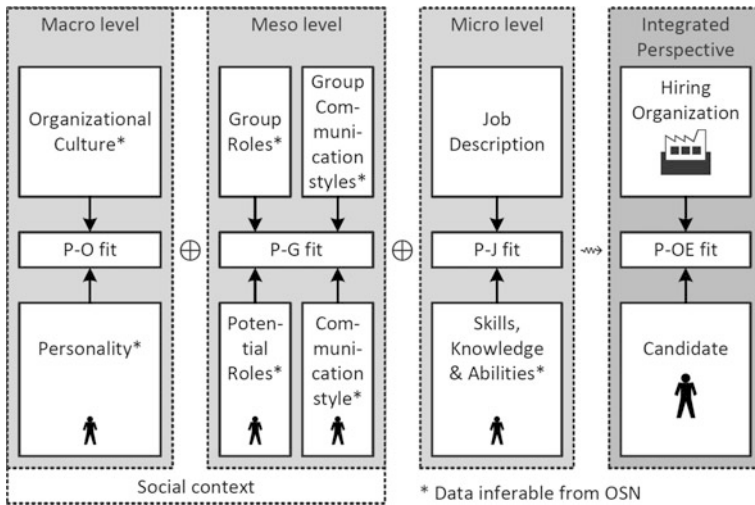 Macro level
Meso level
Micro level
Integrated
Perspective
Organizational
Culture*
Group
Roles*
Group
Com-
muni-
cation
styles*
Job
Description
Hiring
Organization
P-O fit
⊕
P-G fit
⊕
P-J fit
⇝
P-OE fit
Personality*
Poten-
tial
Roles*
Com-
muni-
cation
style*
Skills,
Knowledge
& Abilities*
Candidate
Social context
* Data inferable from OSN